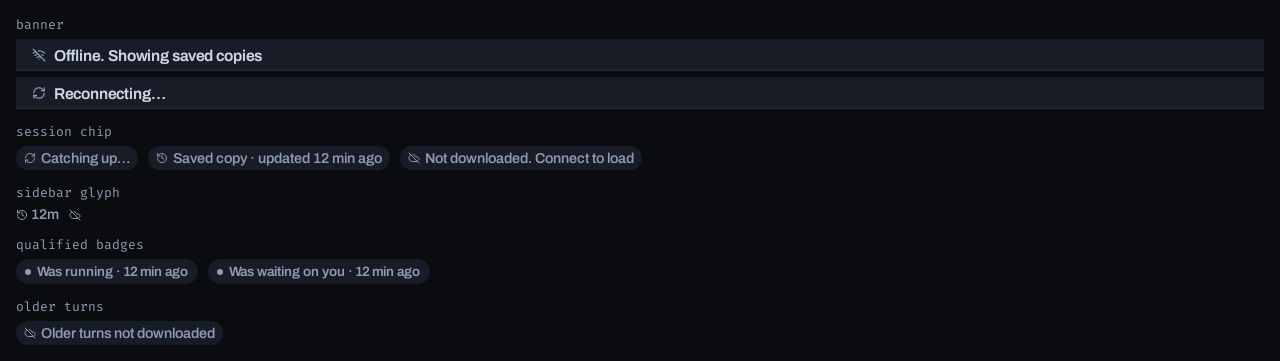 banner
Offline. Showing saved copies
Reconnecting...
session chip
Catching up... Saved copy · updated 12 min ago Not downloaded. Connect to load
sidebar glyph
12m
qualified badges
Was running · 12 min ago Was waiting on you · 12 min ago
older turns
Older turns not downloaded